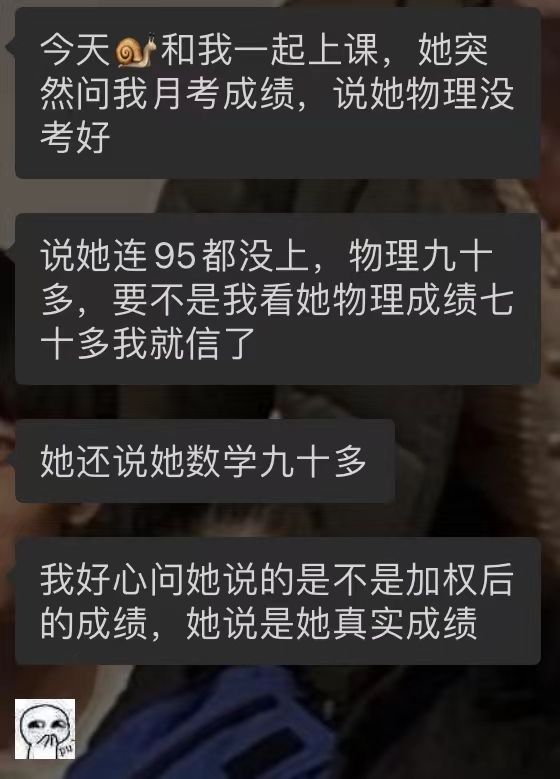 今天🐌和我一起上课，她突
然问我月考成绩，说她物理没
考好
说她连95都没上，物理九十
多，要不是我看她物理成绩七
十多我就信了
她还说她数学九十多
我好心问她说的是不是加权后
的成绩，她说是她真实成绩